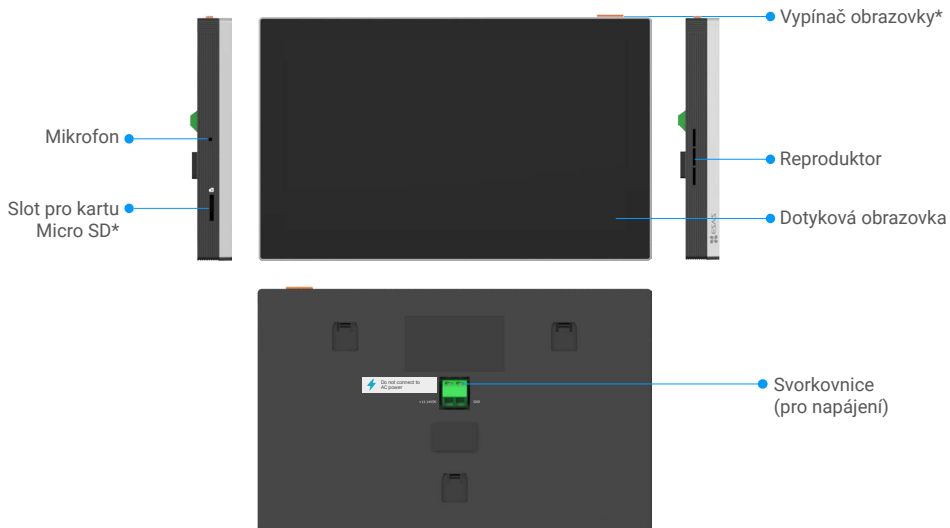 Vypínač obrazovky*
Mikrofon
Reproduktor
Slot pro kartu
Micro SD*
Dotyková obrazovka
EZVIZ
Do not connect to
AC power
Svorkovnice
(pro napájení)